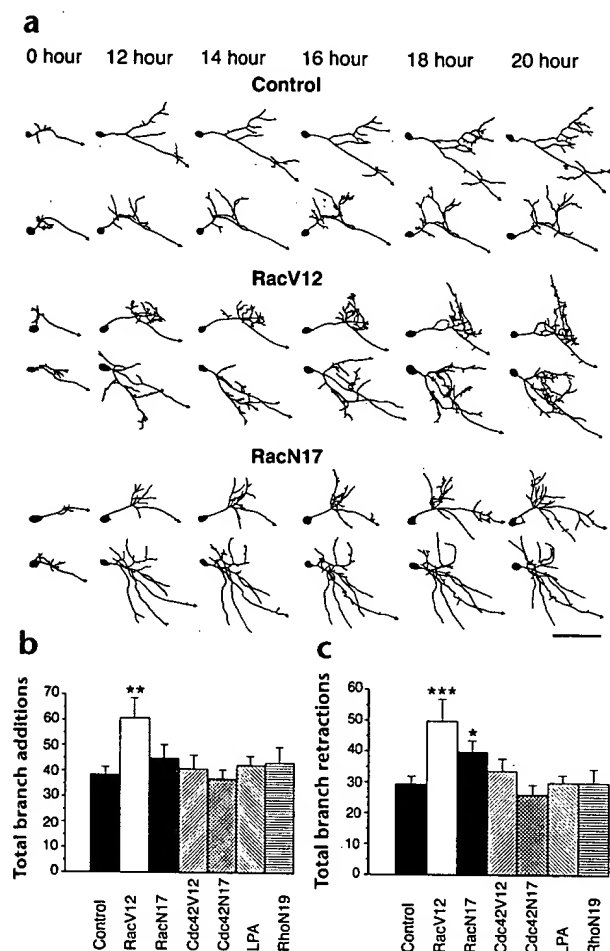 a
0 hour 12 hour 14 hour 16 hour 18 hour 20 hour
Control
RacV12
RacN17
b
Total branch additions
70
60
50
40
30
20
10
0
**
Control
RacV12
RacN17
Cdc42V12
Cdc42N17
LPA
RhoN19
c
Total branch retractions
60
50
40
30
20
10
0
***
*
Control
RacV12
RacN17
Cdc42V12
Cdc42N17
LPA
RhoN19